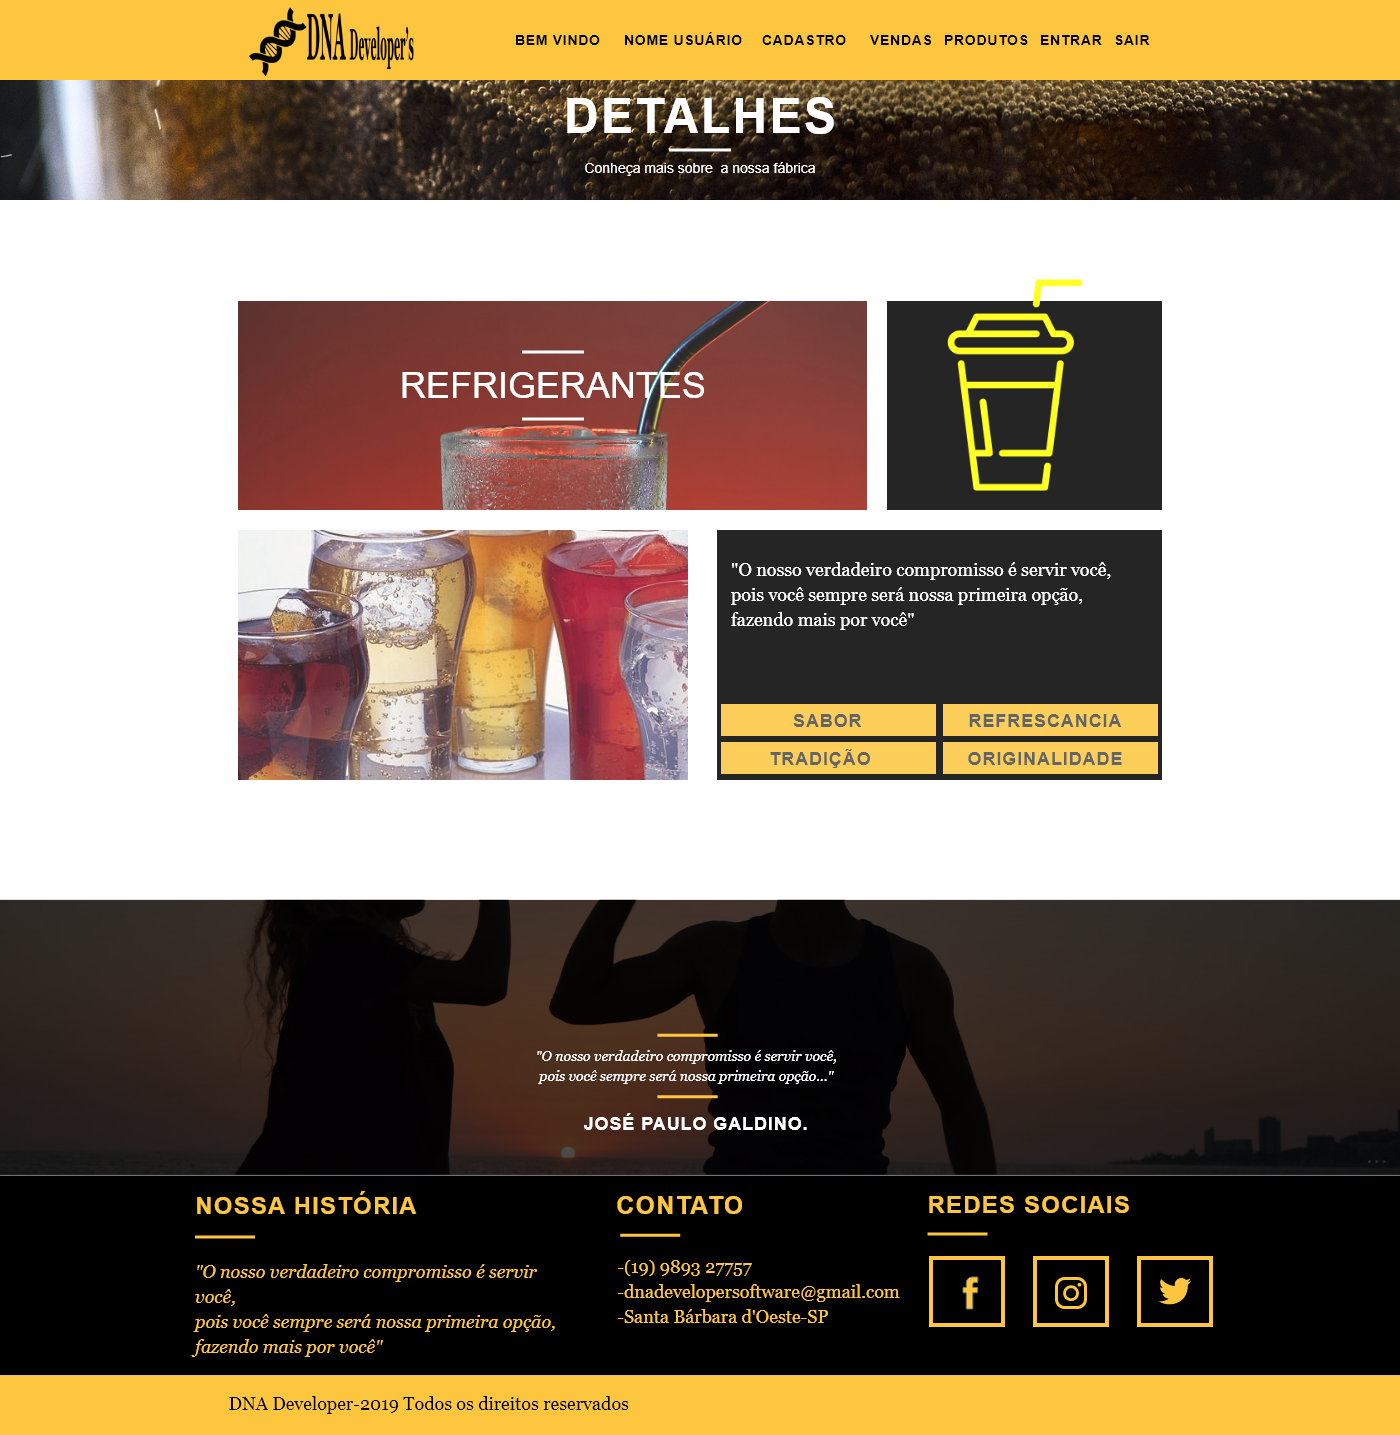 DNA Developer's
BEM VINDO NOME USUÁRIO CADASTRO VENDAS PRODUTOS ENTRAR SAIR
DETALHES
Conheça mais sobre a nossa fábrica
REFRIGERANTES
"O nosso verdadeiro compromisso é servir você,
pois você sempre será nossa primeira opção,
fazendo mais por você"
SABOR
REFRESCANCIA
TRADIÇÃO
ORIGINALIDADE
"O nosso verdadeiro compromisso é servir você,
pois você sempre será nossa primeira opção..."
JOSÉ PAULO GALDINO.
NOSSA HISTÓRIA
"O nosso verdadeiro compromisso é servir
você,
pois você sempre será nossa primeira opção,
fazendo mais por você"
CONTATO
-(19) 9893 27757
-dnadevelopersoftware@gmail.com
-Santa Bárbara d'Oeste-SP
REDES SOCIAIS
DNA Developer-2019 Todos os direitos reservados